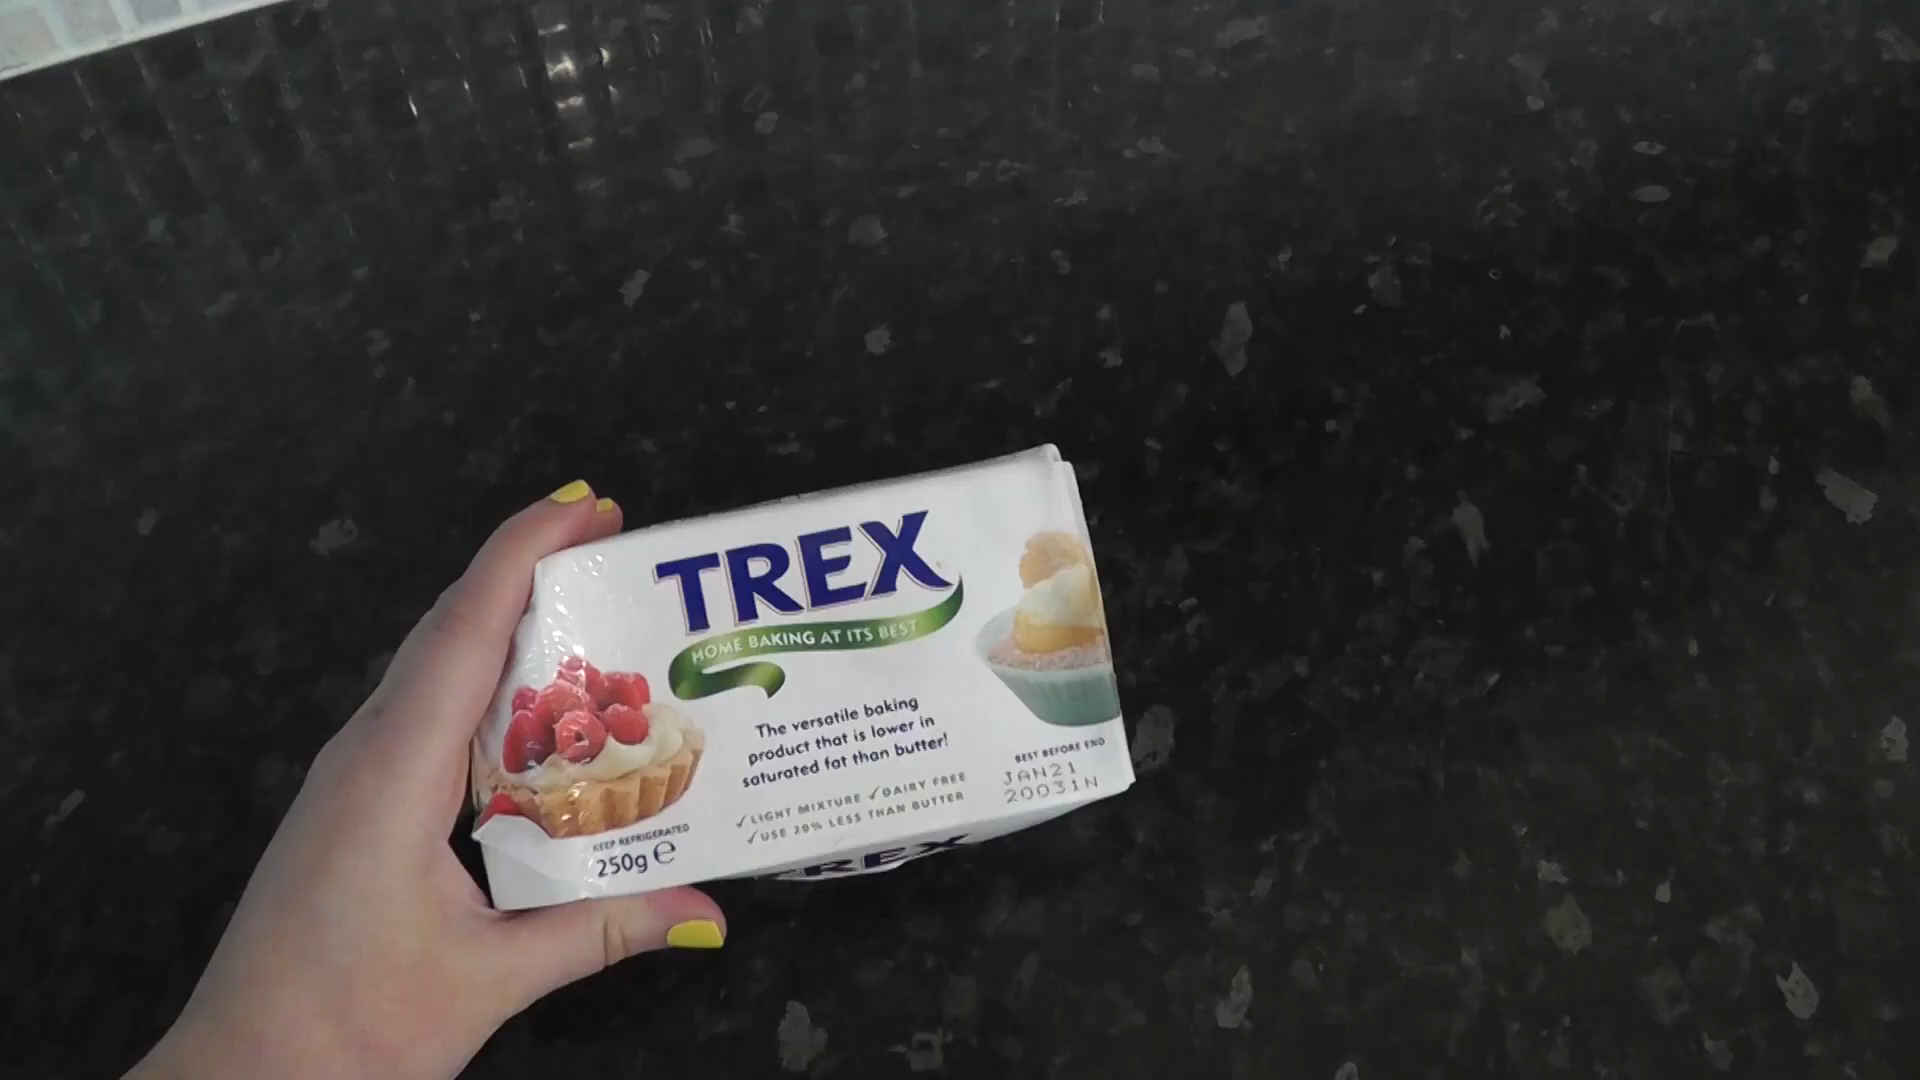 TREX
HOME BAKING AT ITS BEST
The versatile baking
product that is lower in
saturated fat than butter!
✓LIGHT MIXTURE ✓DAIRY FREE
✓USE 20% LESS THAN BUTTER
BEST BEFORE END
JAN21
20031N
KEEP REFRIGERATED
250g ℮
TREX